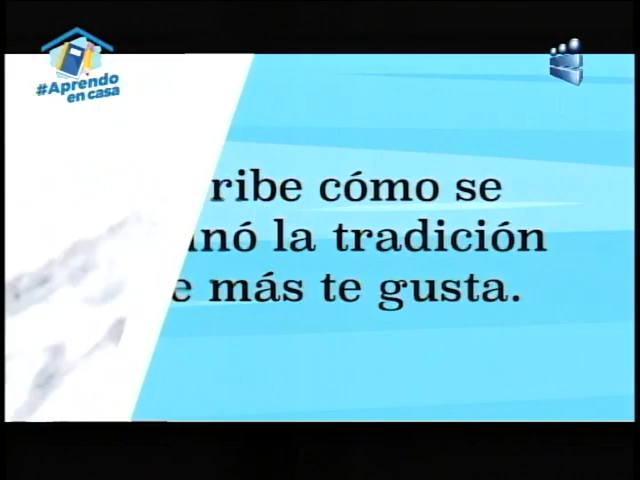 #Aprendo
en casa
ribe cómo se
nó la tradición
e más te gusta.